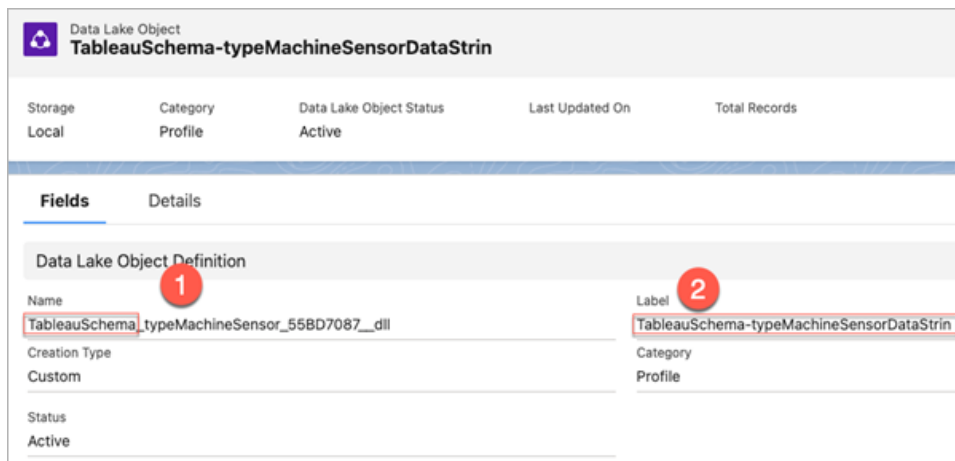 Data Lake Object
TableauSchema-typeMachineSensorDataStrin
Storage Category Data Lake Object Status Last Updated On Total Records
Local Profile Active
Fields Details
Data Lake Object Definition
1 2
Name Label
TableauSchema_typeMachineSensor_55BD7087__dll TableauSchema-typeMachineSensorDataStrin
Creation Type Category
Custom Profile
Status
Active